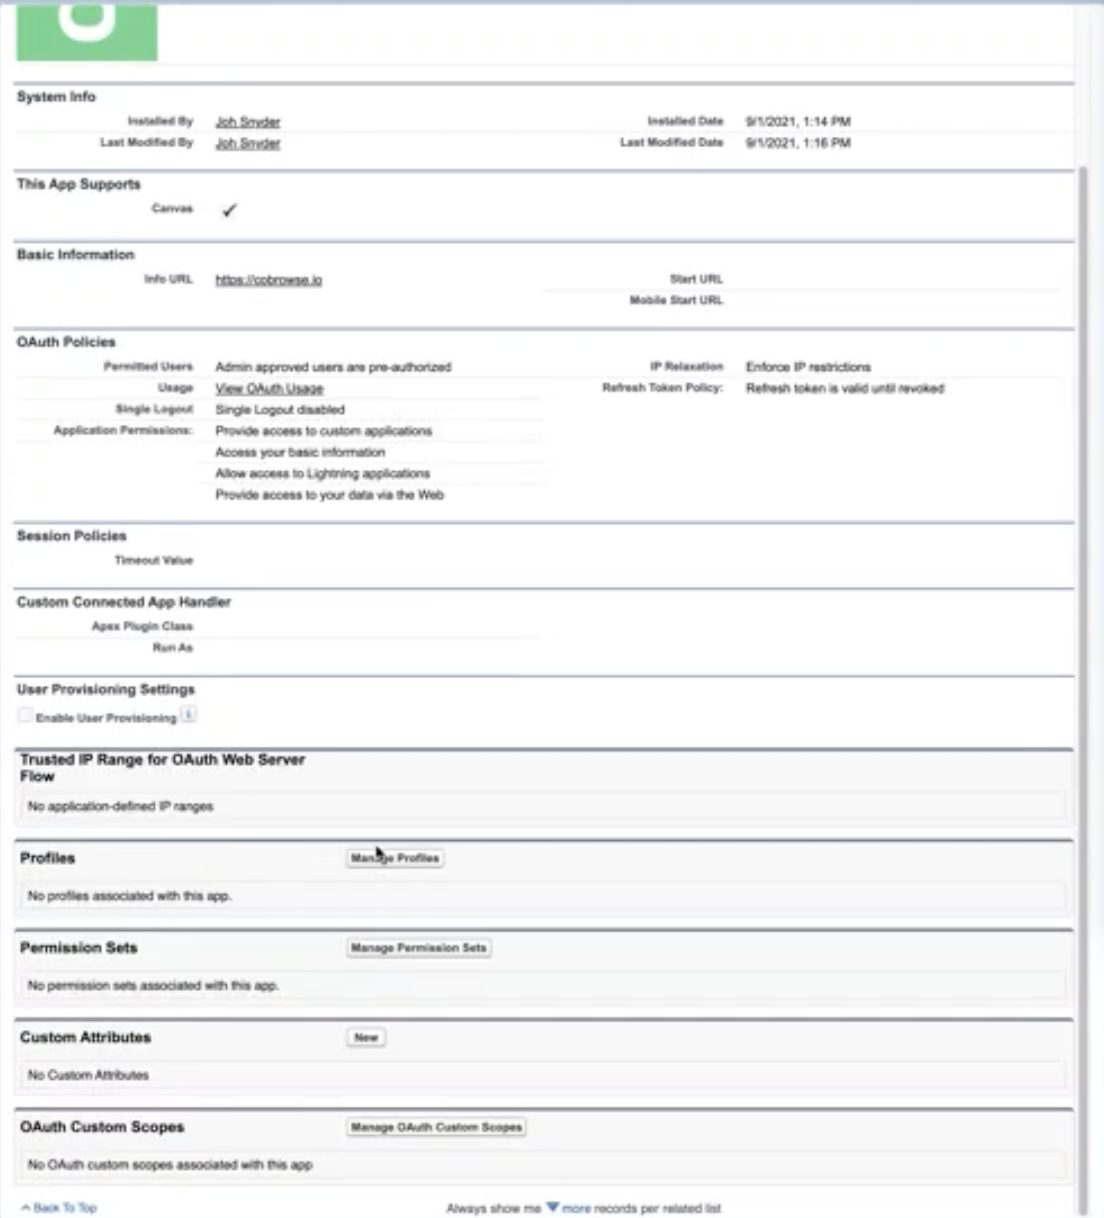 System Info
Installed By Joh Snyder Installed Date 9/1/2021, 1:14 PM
Last Modified By Joh Snyder Last Modified Date 9/1/2021, 1:16 PM
This App Supports
Canvas
Basic Information
Info URL https://cobrowse.io Start URL
Mobile Start URL
OAuth Policies
Permitted Users Admin approved users are pre-authorized IP Relaxation Enforce IP restrictions
Usage View OAuth Usage Refresh Token Policy: Refresh token is valid until revoked
Single Logout Single Logout disabled
Application Permissions: Provide access to custom applications
Access your basic information
Allow access to Lightning applications
Provide access to your data via the Web
Session Policies
Timeout Value
Custom Connected App Handler
Apex Plugin Class
Run As
User Provisioning Settings
Enable User Provisioning i
Trusted IP Range for OAuth Web Server
Flow
No application-defined IP ranges
Profiles Manage Profiles
No profiles associated with this app.
Permission Sets Manage Permission Sets
No permission sets associated with this app.
Custom Attributes New
No Custom Attributes
OAuth Custom Scopes Manage OAuth Custom Scopes
No OAuth custom scopes associated with this app
Back To Top Always show me more records per related list